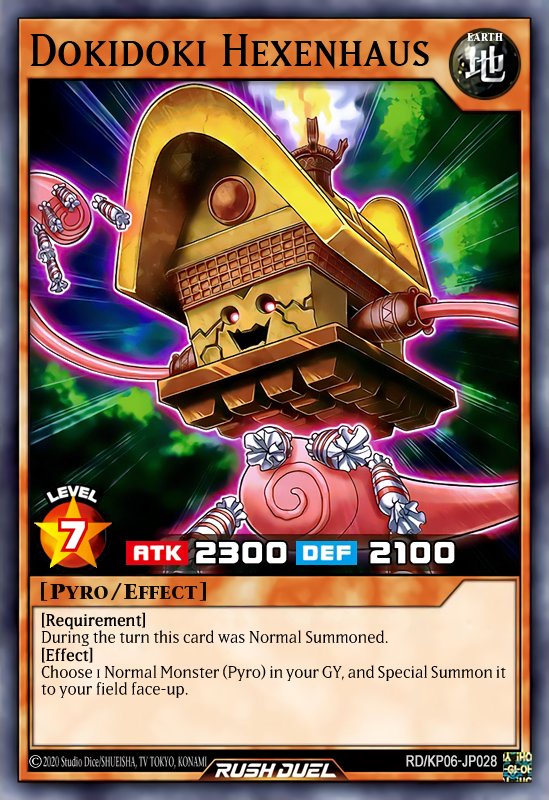 DOKIDOKI HEXENHAUS
EARTH
地
LEVEL
7
ATK 2300 DEF 2100
[PYRO/EFFECT]
[Requirement]
During the turn this card was Normal Summoned.
[Effect]
Choose 1 Normal Monster (Pyro) in your GY, and Special Summon it
to your field face-up.
©2020 Studio Dice/SHUEISHA, TV TOKYO, KONAMI
RUSH DUEL
RD/KP06-JP028